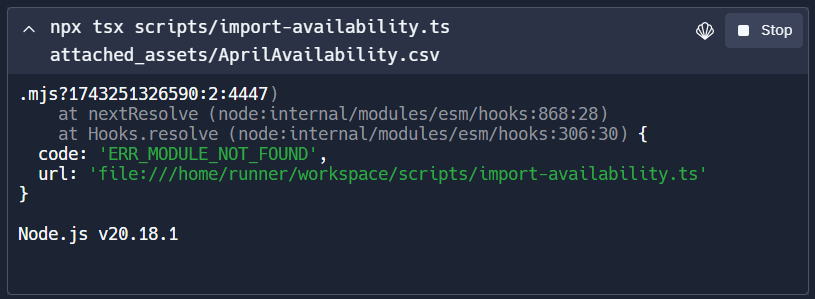 npx tsx scripts/import-availability.ts
attached_assets/AprilAvailability.csv
Stop
.mjs?1743251326590:2:4447)
    at nextResolve (node:internal/modules/esm/hooks:868:28)
    at Hooks.resolve (node:internal/modules/esm/hooks:306:30) {
  code: 'ERR_MODULE_NOT_FOUND',
  url: 'file:///home/runner/workspace/scripts/import-availability.ts'
}
Node.js v20.18.1